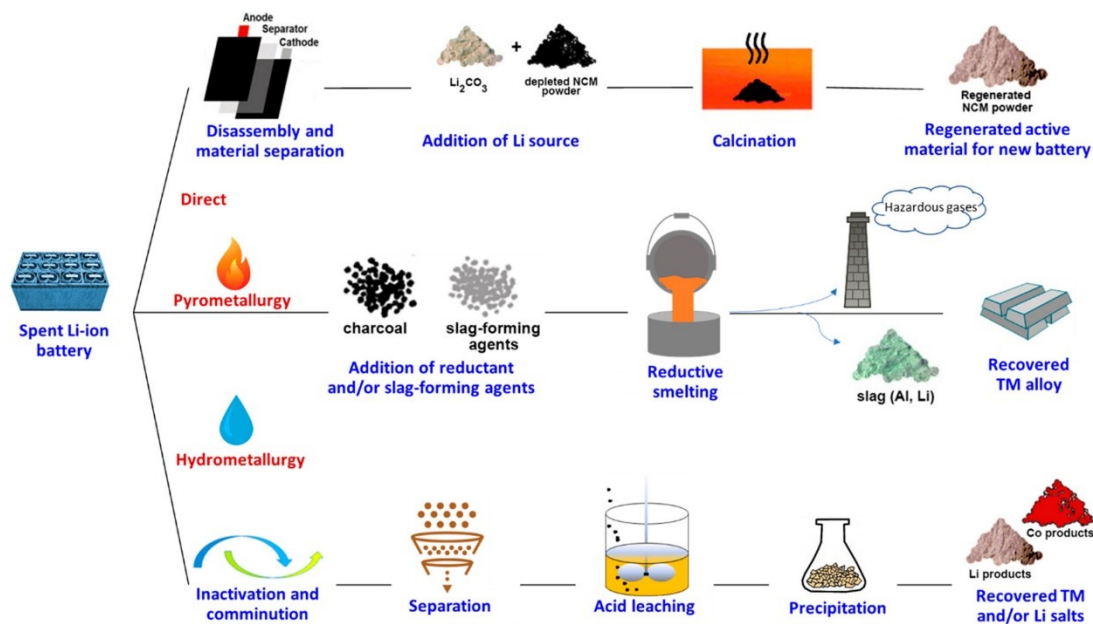 Anode
Separator
Cathode
Disassembly and
material separation
Li₂CO₃
+
depleted NCM
powder
Addition of Li source
Calcination
Regenerated
NCM powder
Regenerated active
material for new battery
Direct
Spent Li-ion
battery
Pyrometallurgy
charcoal
slag-forming
agents
Addition of reductant
and/or slag-forming agents
Reductive
smelting
Hazardous gases
slag (Al, Li)
Recovered
TM alloy
Hydrometallurgy
Inactivation and
comminution
Separation
Acid leaching
Precipitation
Co products
Li products
Recovered TM
and/or Li salts